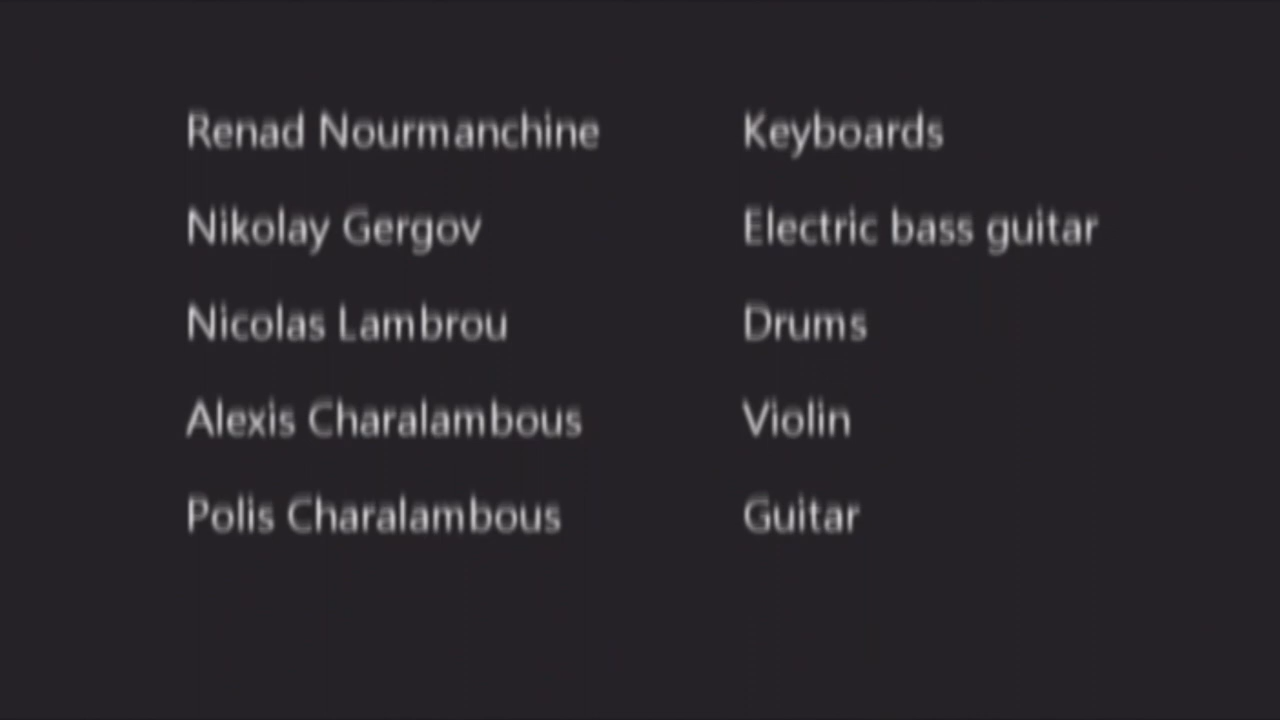 Renad Nourmanchine Keyboards
Nikolay Gergov Electric bass guitar
Nicolas Lambrou Drums
Alexis Charalambous Violin
Polis Charalambous Guitar